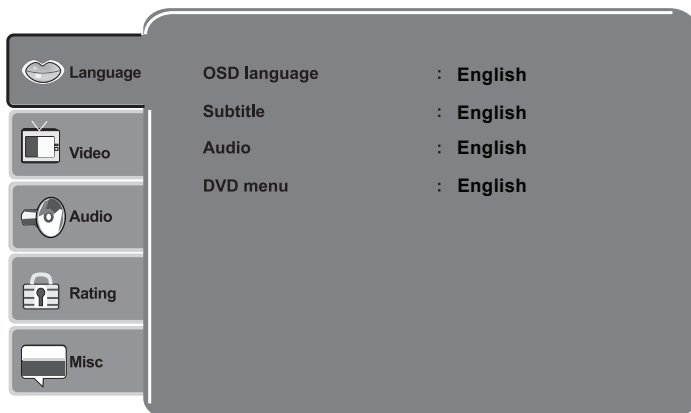 Language
Video
Audio
Rating
Misc
OSD language : English
Subtitle : English
Audio : English
DVD menu : English